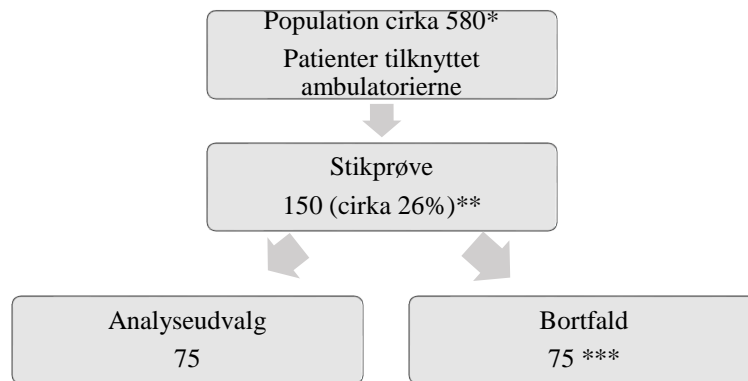 Population cirka 580*
Patienter tilknyttet
ambulatorierne
Stikprøve
150 (cirka 26%)**
Analyseudvalg
75
Bortfald
75 ***